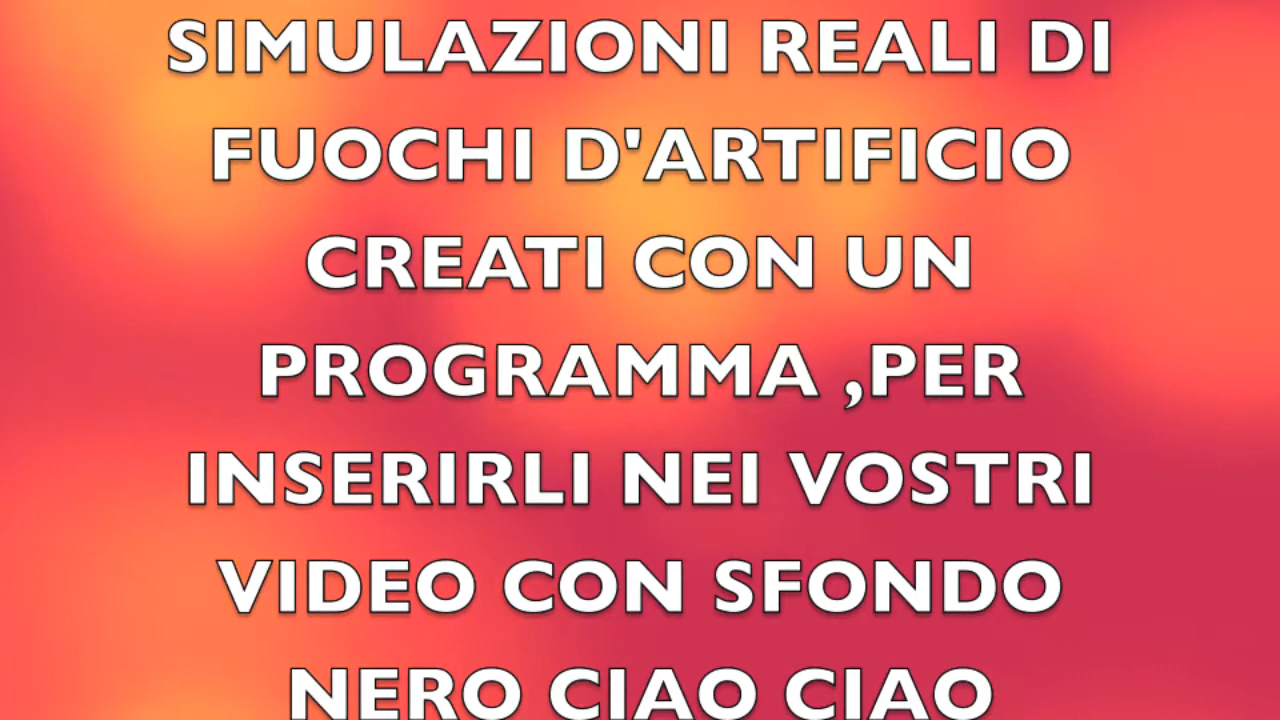 SIMULAZIONI REALI DI
FUOCHI D'ARTIFICIO
CREATI CON UN
PROGRAMMA ,PER
INSERIRLI NEI VOSTRI
VIDEO CON SFONDO
NERO CIAO CIAO